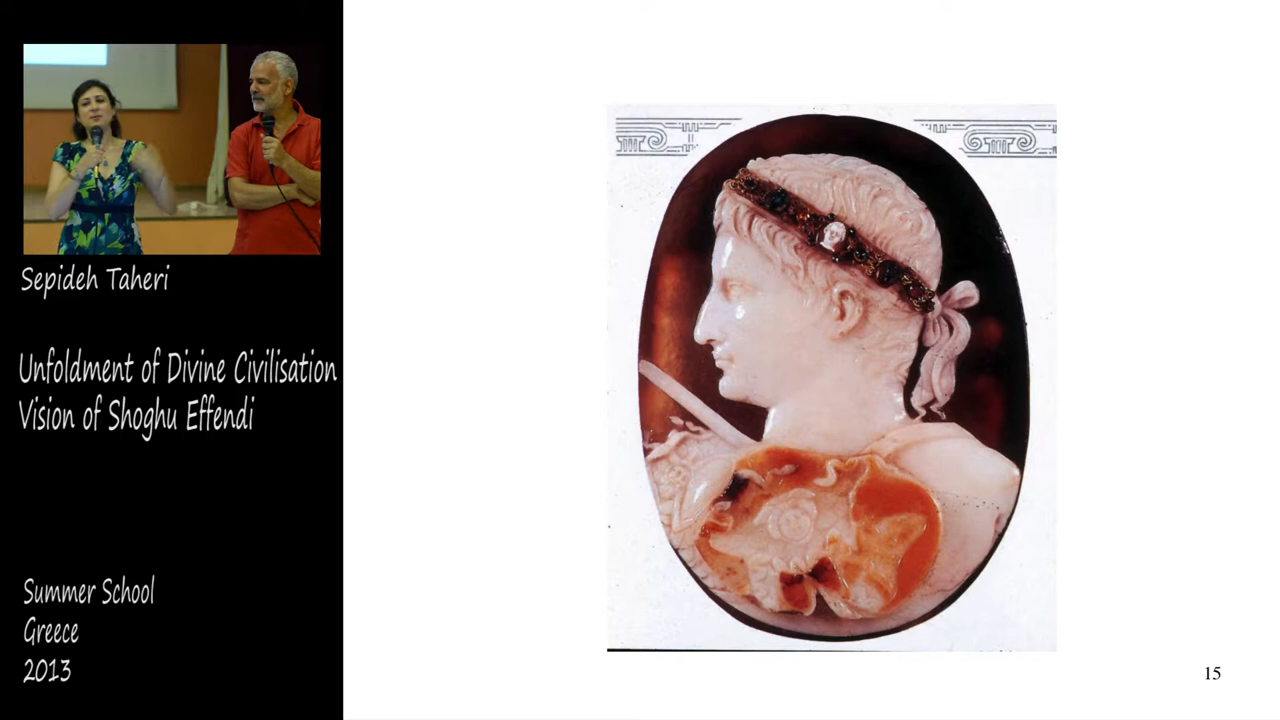 Sepideh Taheri
Unfoldment of Divine Civilisation
Vision of Shoghu Effendi
Summer School
Greece
2013
15